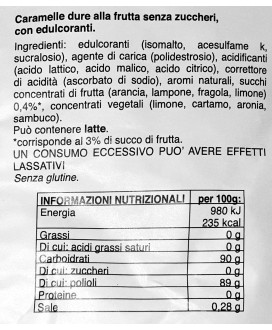 Caramelle dure alla frutta senza zuccheri,
con edulcoranti.
Ingredienti: edulcoranti (isomalto, acesulfame k,
sucralosio), agente di carica (polidestrosio), acidificanti
(acido lattico, acido malico, acido citrico), correttore
di acidità (ascorbato di sodio), aromi naturali, succhi
concentrati di frutta (arancia, lampone, fragola, limone)
0,4%*, concentrati vegetali (limone, cartamo, aronia,
sambuco).
Può contenere latte.
*corrisponde al 3% di succo di frutta.
UN CONSUMO ECCESSIVO PUO' AVERE EFFETTI
LASSATIVI
Senza glutine.
INFORMAZIONI NUTRIZIONALI per 100g:
Energia 980 kJ
235 kcal
Grassi 0 g
Di cui: acidi grassi saturi 0 g
Carboidrati 90 g
Di cui: zuccheri 0 g
Di cui: polioli 89 g
Proteine 0 g
Sale 0,28 g